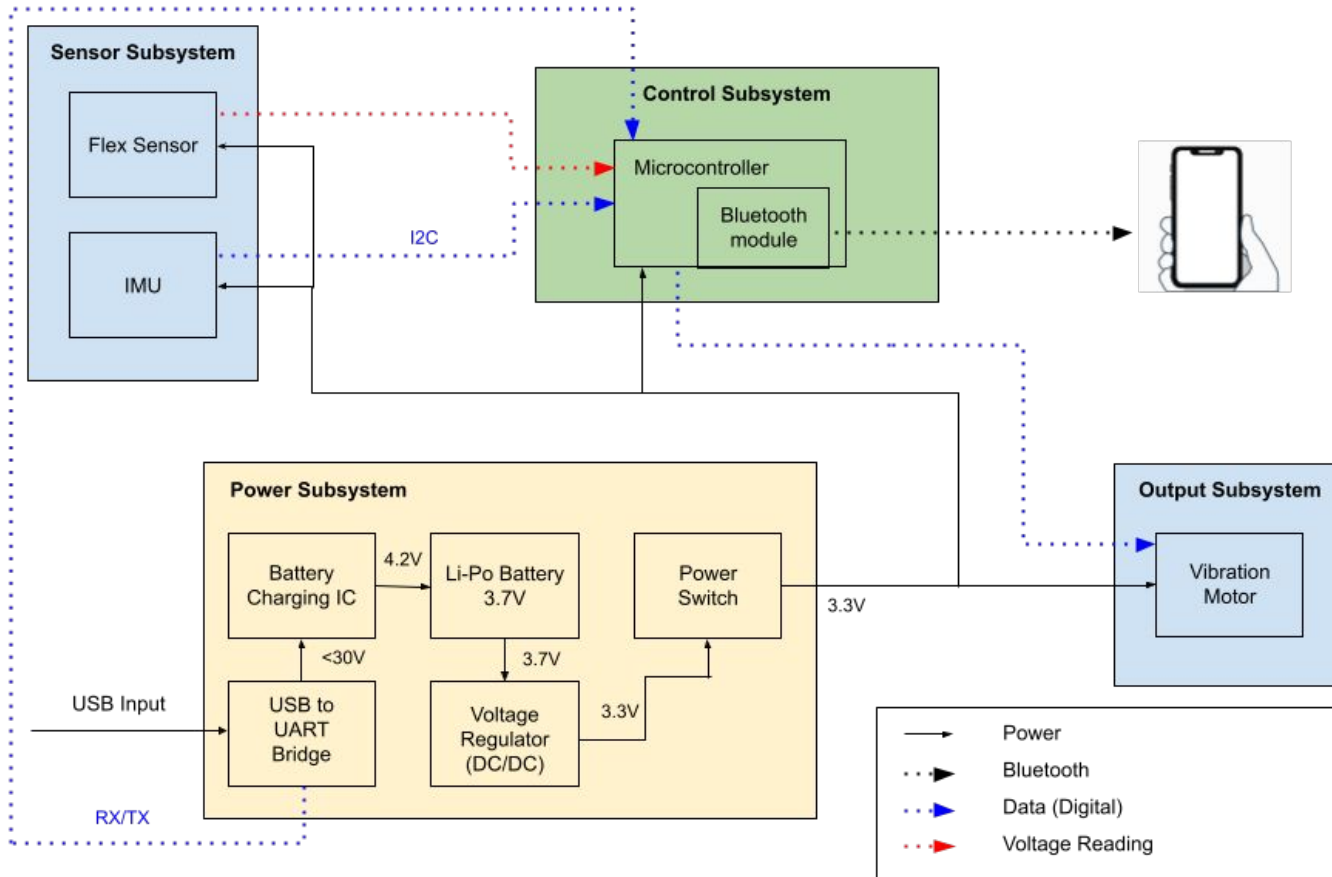 Sensor Subsystem
Flex Sensor
IMU
I2C
Control Subsystem
Microcontroller
Bluetooth
module
Power Subsystem
Battery
Charging IC
4.2V
Li-Po Battery
3.7V
Power
Switch
<30V
3.7V
3.3V
3.3V
USB Input
USB to
UART
Bridge
Voltage
Regulator
(DC/DC)
RX/TX
Output Subsystem
Vibration
Motor
Power
Bluetooth
Data (Digital)
Voltage Reading